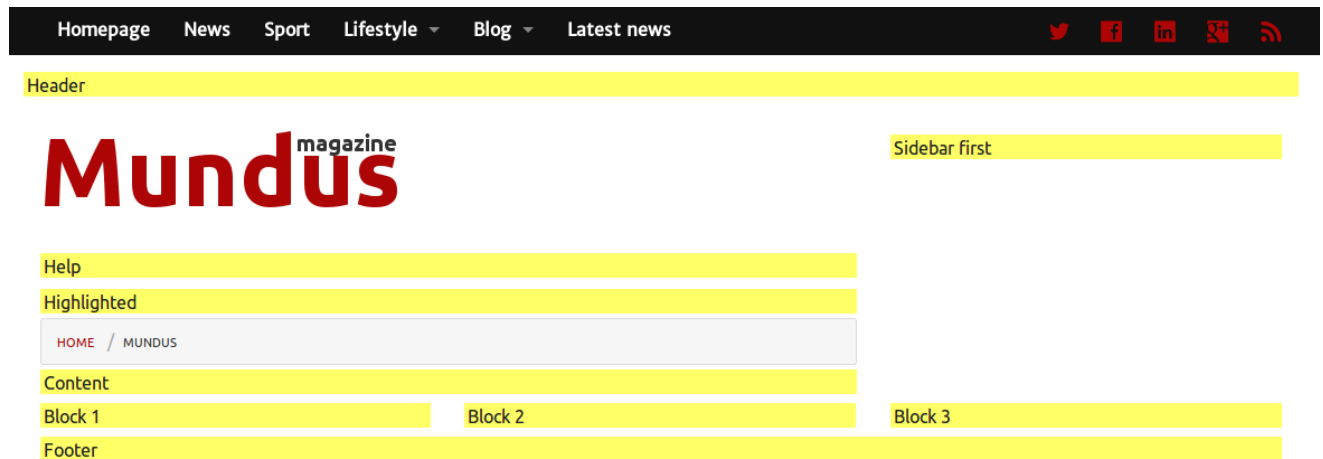 Homepage News Sport Lifestyle Blog Latest news
Header
Mundus magazine
Sidebar first
Help
Highlighted
HOME / MUNDUS
Content
Block 1 Block 2 Block 3
Footer